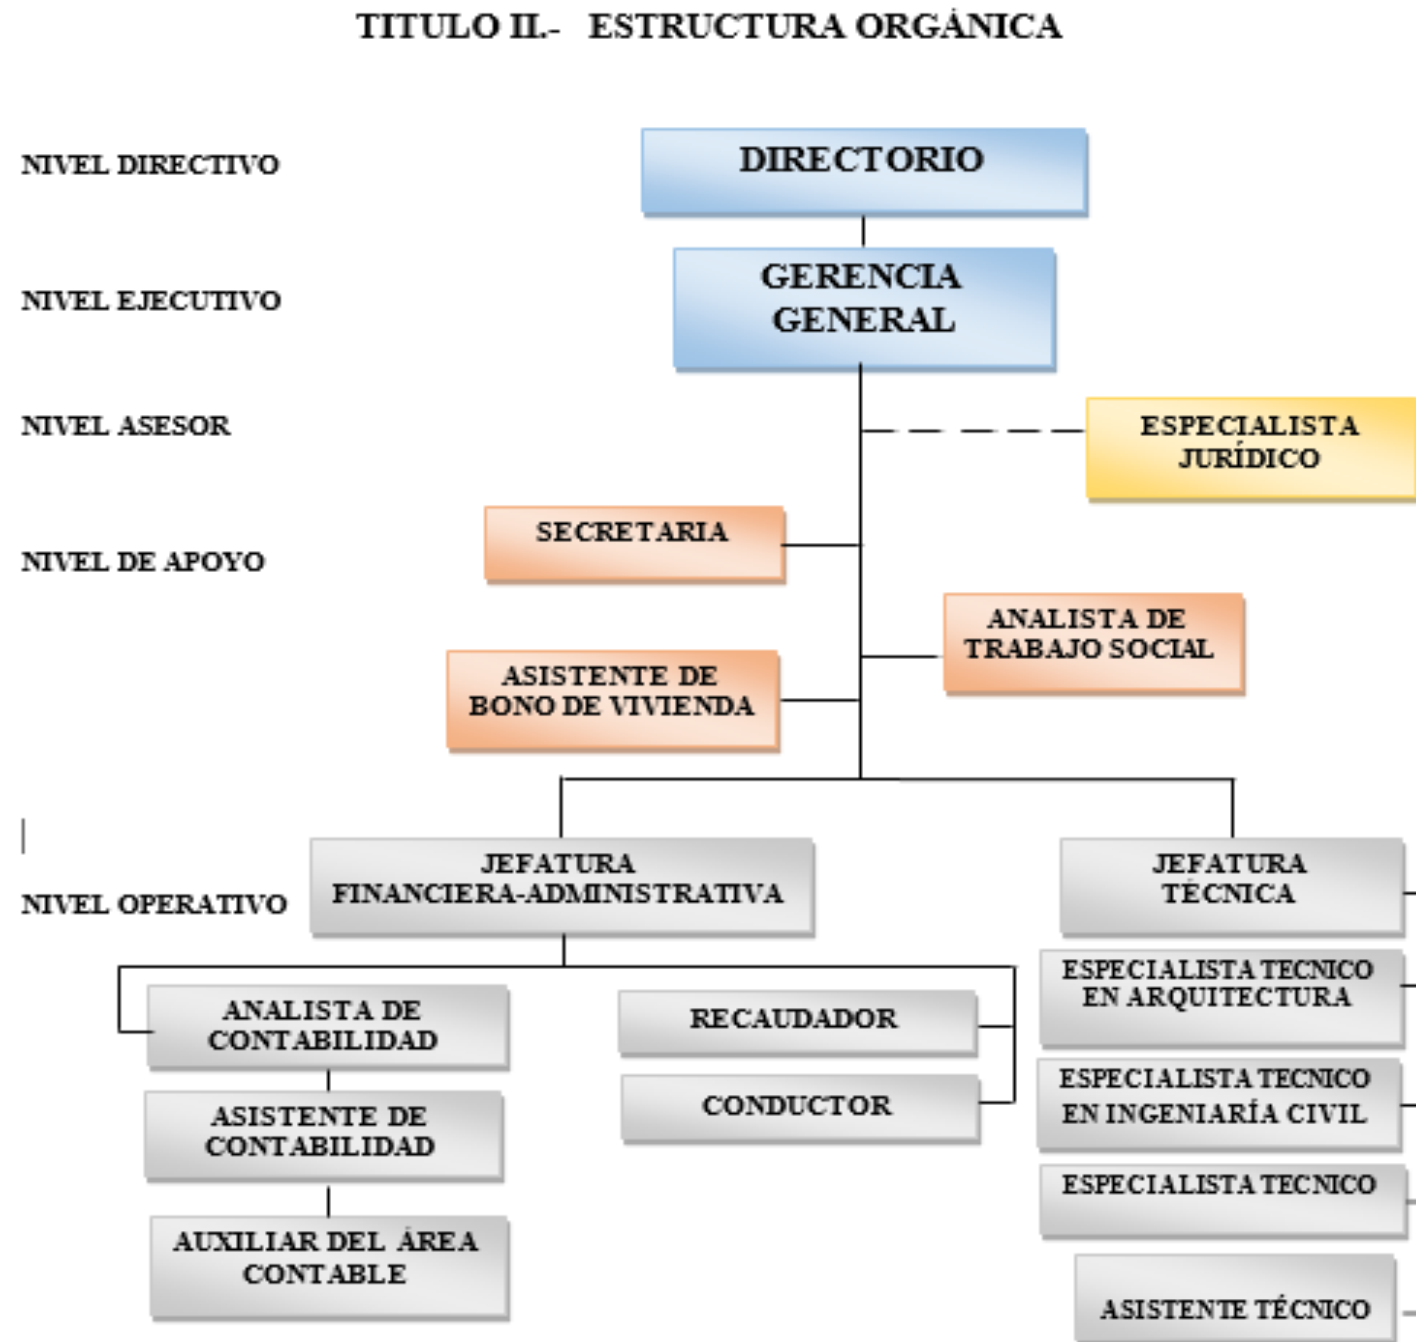 TITULO II.- ESTRUCTURA ORGÁNICA
NIVEL DIRECTIVO
DIRECTORIO
NIVEL EJECUTIVO
GERENCIA
GENERAL
NIVEL ASESOR
ESPECIALISTA
JURÍDICO
NIVEL DE APOYO
SECRETARIA
ANALISTA DE
TRABAJO SOCIAL
ASISTENTE DE
BONO DE VIVIENDA
NIVEL OPERATIVO
JEFATURA
FINANCIERA-ADMINISTRATIVA
JEFATURA
TÉCNICA
ANALISTA DE
CONTABILIDAD
ASISTENTE DE
CONTABILIDAD
AUXILIAR DEL ÁREA
CONTABLE
RECAUDADOR
CONDUCTOR
ESPECIALISTA TECNICO
EN ARQUITECTURA
ESPECIALISTA TECNICO
EN INGENIARÍA CIVIL
ESPECIALISTA TECNICO
ASISTENTE TÉCNICO